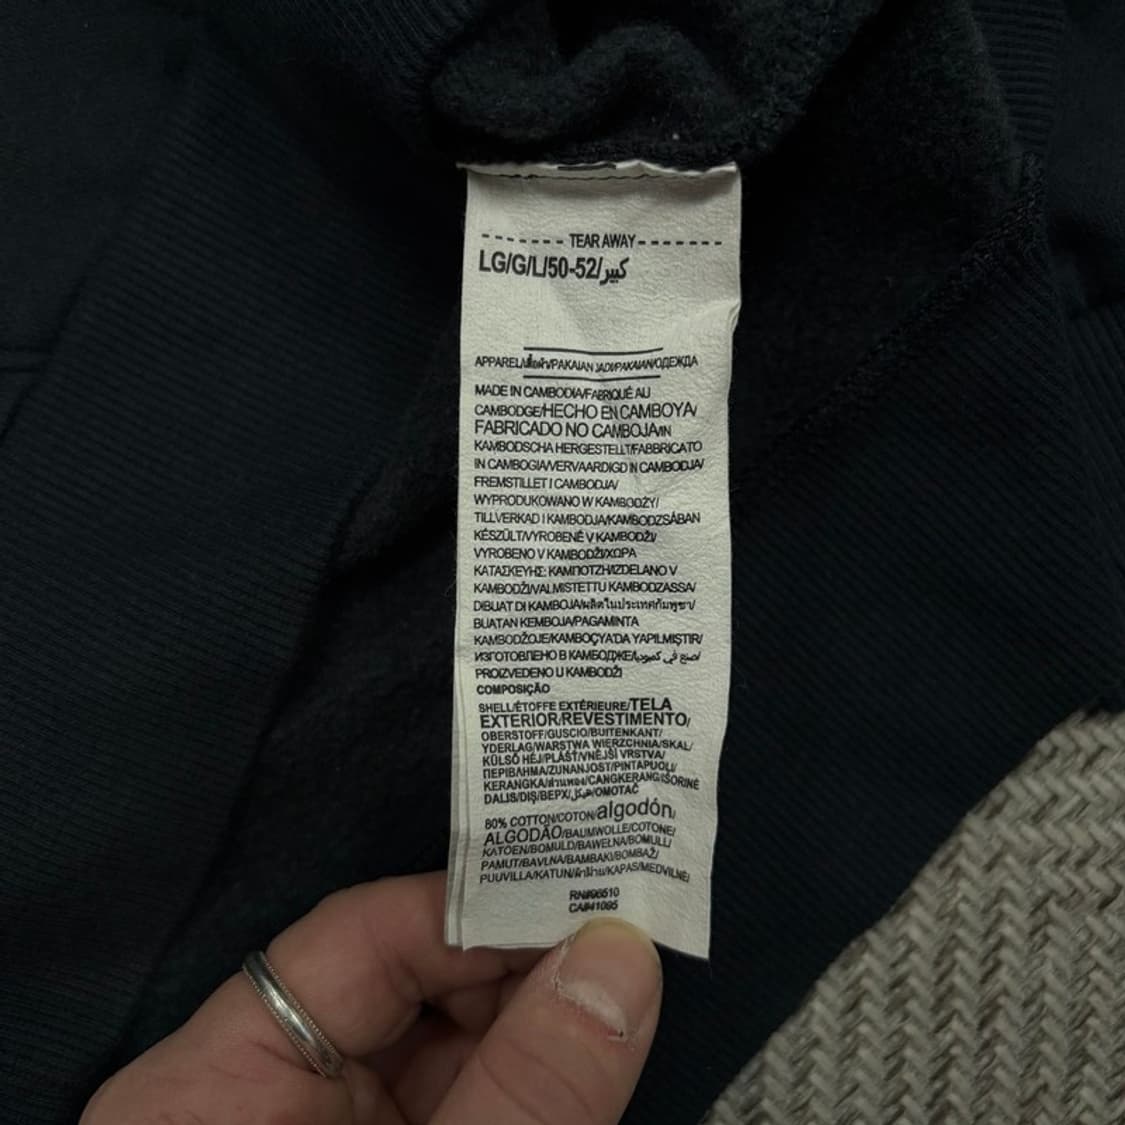 - - - - - - - TEAR AWAY - - - - - - -
LG/G/L/50-52/كبير
APPAREL/เสื้อผ้า/PAKAIAN JADI/PAKAIAN/ОДЕЖДА
MADE IN CAMBODIA/FABRIQUÉ AU
CAMBODGE/HECHO EN CAMBOYA/
FABRICADO NO CAMBOJA/IN
KAMBODSCHA HERGESTELLT/FABBRICATO
IN CAMBOGIA/VERVAARDIGD IN CAMBODJA/
FREMSTILLET I CAMBODJA/
WYPRODUKOWANO W KAMBODŻY/
TILLVERKAD I KAMBODJA/KAMBODZSÁBAN
KÉSZÜLT/VYROBENÉ V KAMBODŽI/
VYROBENO V KAMBODŽI/ΧΩΡΑ
ΚΑΤΑΣΚΕΥΗΣ: ΚΑΜΠΟΤΖΗ/IZDELANO V
KAMBODŽI/VALMISTETTU KAMBODZASSA/
DIBUAT DI KAMBOJA/ผลิตในประเทศกัมพูชา/
BUATAN KEMBOJA/PAGAMINTA
KAMBODŽOJE/KAMBOÇYA'DA YAPILMIŞTIR/
ИЗГОТОВЛЕНО В КАМБОДЖЕ/صنع في كمبوديا/
PROIZVEDENO U KAMBODŽI
COMPOSIÇÃO
SHELL/ÉTOFFE EXTÉRIEURE/TELA
EXTERIOR/REVESTIMENTO/
OBERSTOFF/GUSCIO/BUITENKANT/
YDERLAG/WARSTWA WIERZCHNIA/SKAL/
KÜLSŐ HÉJ/PLÁŠŤ/VNĚJŠÍ VRSTVA/
ΠΕΡΙΒΛΗΜΑ/ZUNANJOST/PINTAPUOLI/
KERANGKA/ส่วนพอง/CANGKERANG/IŠORINĖ
DALIS/DIŞ/ВЕРХ/هيكل/OMOTAČ
80% COTTON/COTON/algodón/
ALGODÃO/BAUMWOLLE/COTONE/
KATOEN/BOMULD/BAWEŁNA/BOMULL/
PAMUT/BAVLNA/ΒΑΜΒΑΚΙ/BOMBAŽ/
PUUVILLA/KATUN/ผ้าฝ้าย/KAPAS/MEDVILNĖ/
RN#96510
CA#41095